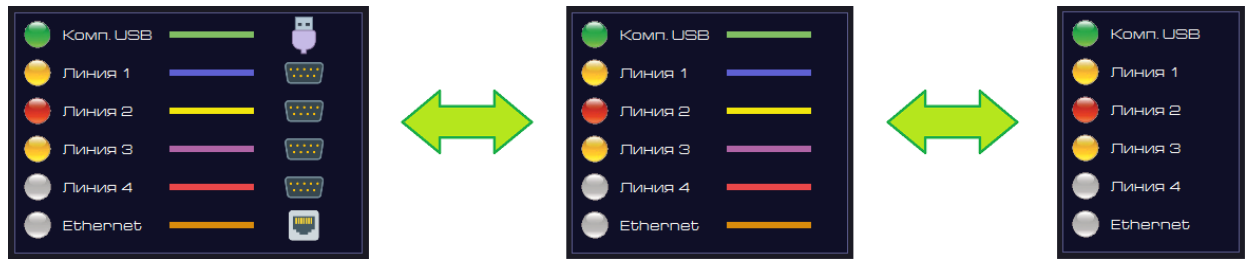 Комп. USB
Линия 1
Линия 2
Линия 3
Линия 4
Ethernet
Комп. USB
Линия 1
Линия 2
Линия 3
Линия 4
Ethernet
Комп. USB
Линия 1
Линия 2
Линия 3
Линия 4
Ethernet